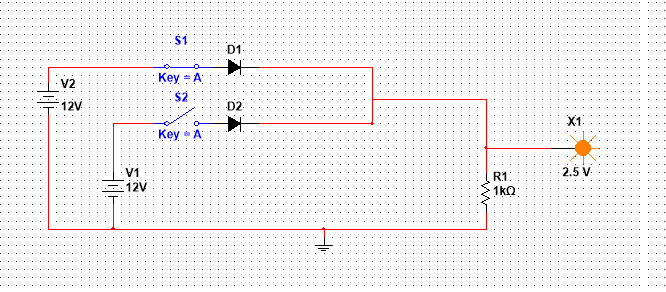 S1
D1
Key = A
V2
12V
S2
D2
Key = A
X1
V1
12V
R1
1kΩ
2.5 V